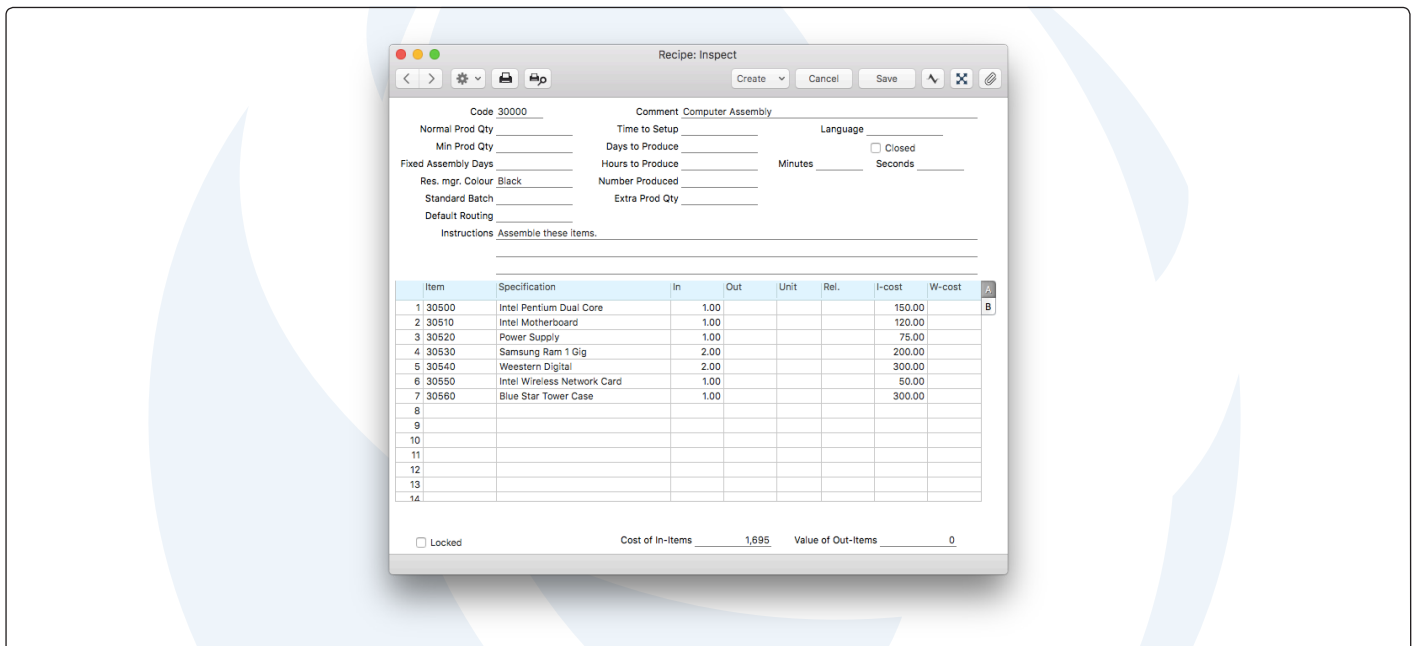 Recipe: Inspect
Create Cancel Save
Code 30000 Comment Computer Assembly
Normal Prod Qty Time to Setup Language
Min Prod Qty Days to Produce Closed
Fixed Assembly Days Hours to Produce Minutes Seconds
Res. mgr. Colour Black Number Produced
Standard Batch Extra Prod Qty
Default Routing
Instructions Assemble these items.
Item Specification In Out Unit Rel. I-cost W-cost A
1 30500 Intel Pentium Dual Core 1.00 150.00 B
2 30510 Intel Motherboard 1.00 120.00
3 30520 Power Supply 1.00 75.00
4 30530 Samsung Ram 1 Gig 2.00 200.00
5 30540 Weestern Digital 2.00 300.00
6 30550 Intel Wireless Network Card 1.00 50.00
7 30560 Blue Star Tower Case 1.00 300.00
8
9
10
11
12
13
14
Locked Cost of In-Items 1,695 Value of Out-Items 0